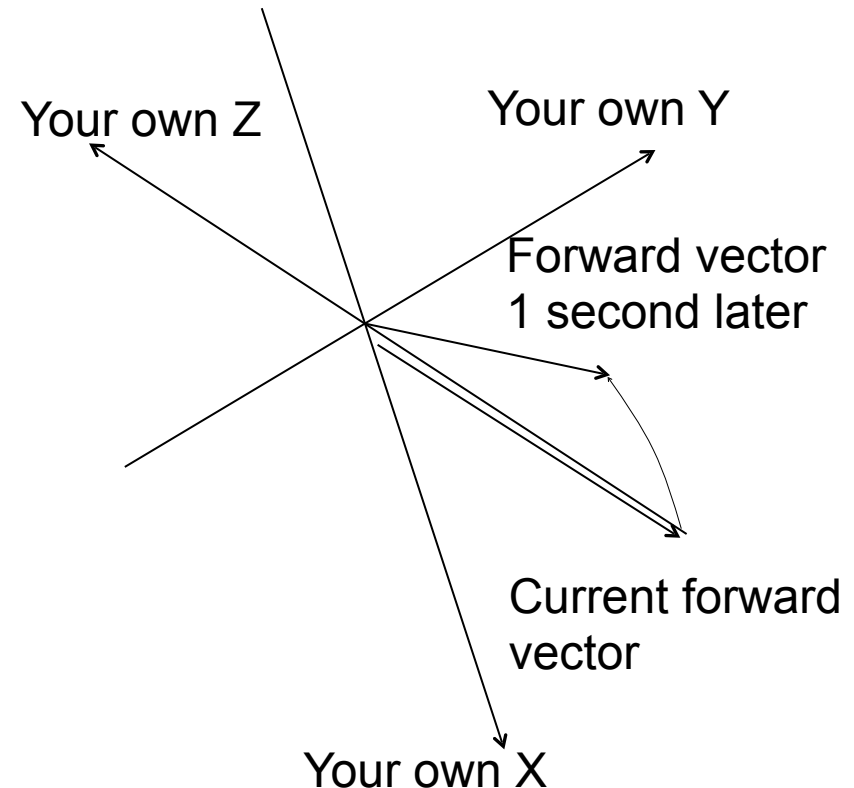 Your own Z
Your own Y
Forward vector
1 second later
Current forward
vector
Your own X